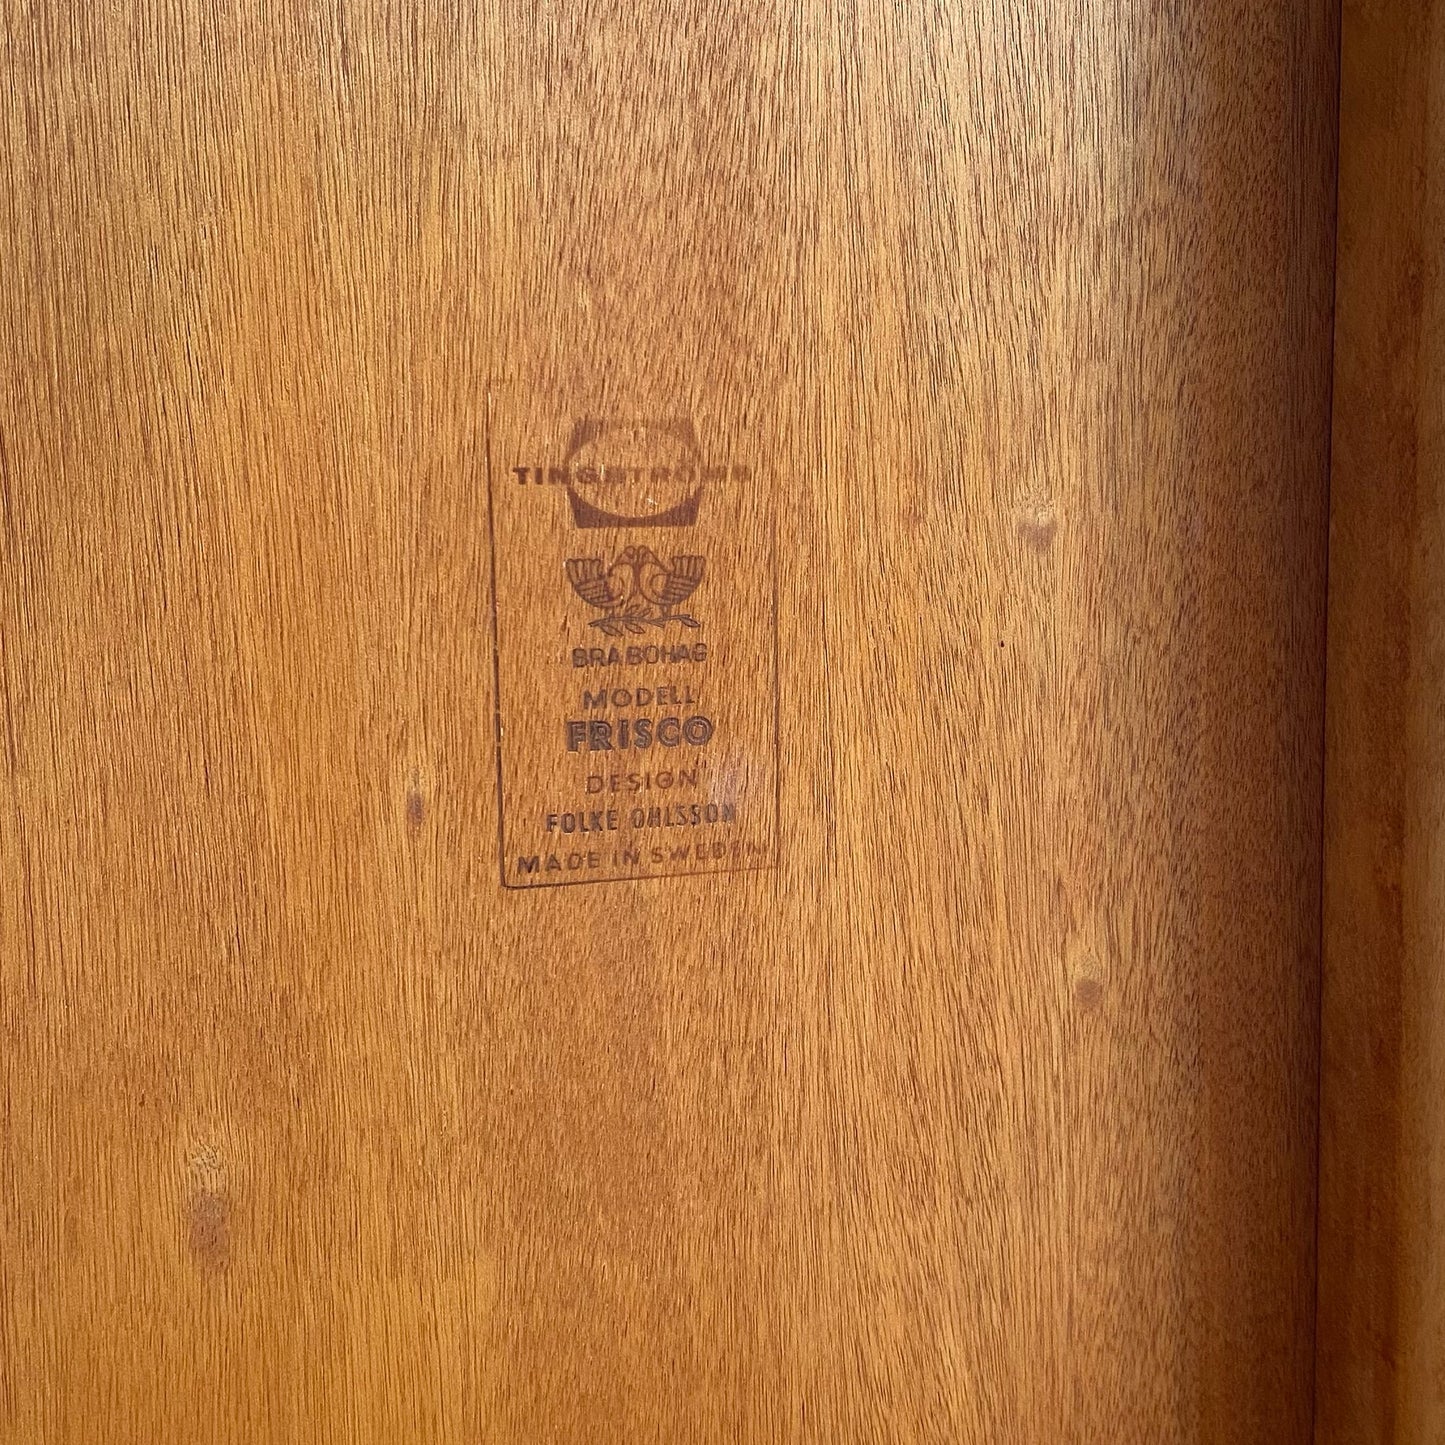 TINGSTRÖMS
BRA BOHAG
MODELL
FRISCO
DESIGN
FOLKE OHLSSON
MADE IN SWEDEN